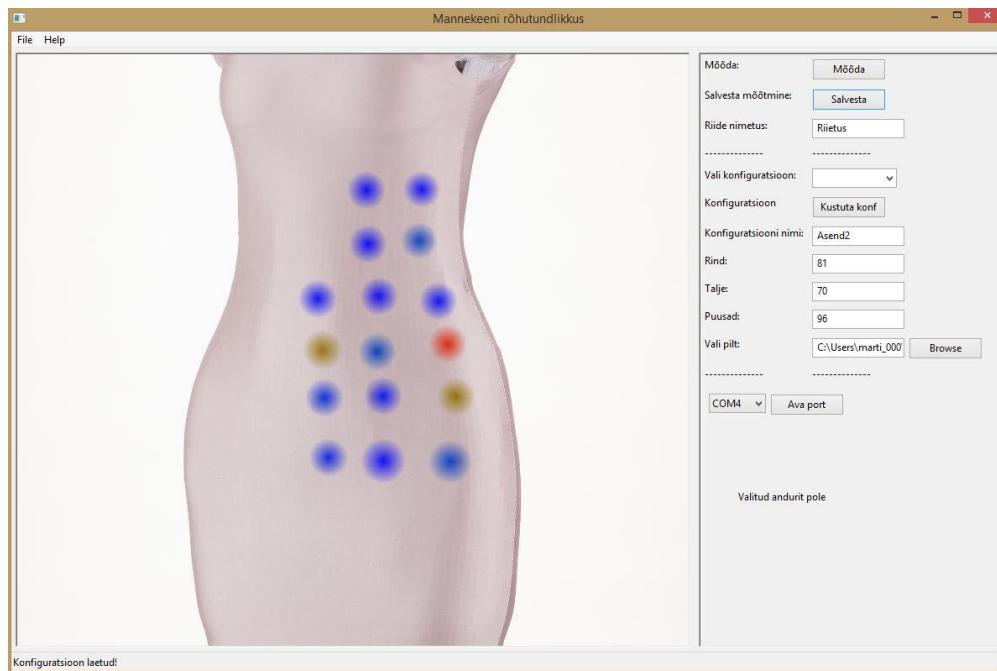 Mannekeeni rõhutundlikkus
File Help
Mõõda: Mõõda
Salvesta mõõtmine: Salvesta
Riide nimetus: Riietus
-------------- --------------
Vali konfiguratsioon:
Konfiguratsioon Kustuta konf
Konfiguratsiooni nimi: Asend2
Rind: 81
Talje: 70
Puusad: 96
Vali pilt: C:\Users\marti_000' Browse
-------------- --------------
COM4 Ava port
Valitud andurit pole
Konfiguratsioon laetud!